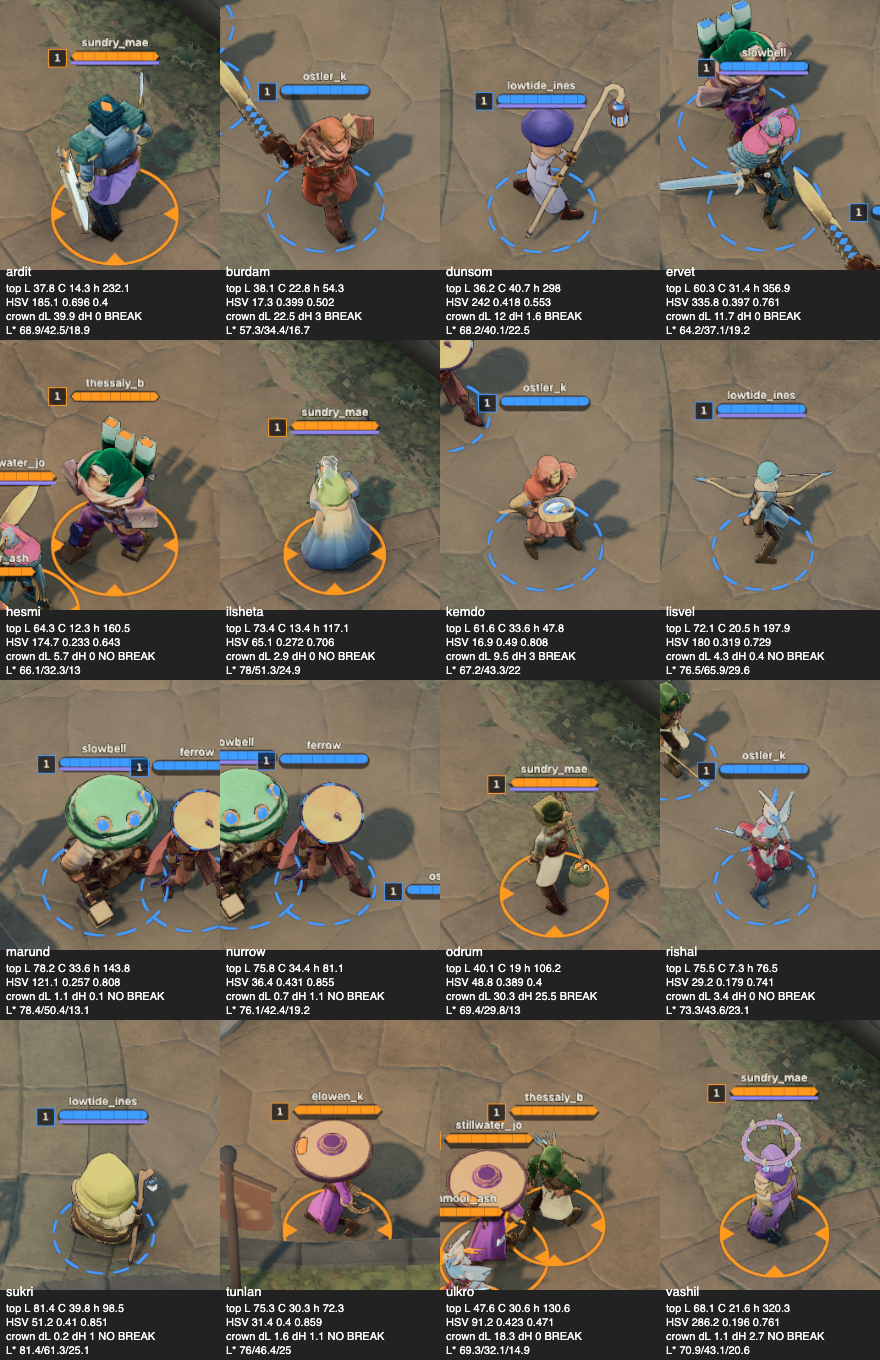 sundry_mae
1
ostler_k
1
lowtide_ines
1
slowbell
1
1
ardit
top L 37.8 C 14.3 h 232.1
HSV 185.1 0.696 0.4
crown dL 39.9 dH 0 BREAK
L* 68.9/42.5/18.9
burdam
top L 38.1 C 22.8 h 54.3
HSV 17.3 0.399 0.502
crown dL 22.5 dH 3 BREAK
L* 57.3/34.4/16.7
dunsom
top L 36.2 C 40.7 h 298
HSV 242 0.418 0.553
crown dL 12 dH 1.6 BREAK
L* 68.2/40.1/22.5
ervet
top L 60.3 C 31.4 h 356.9
HSV 335.8 0.397 0.761
crown dL 11.7 dH 0 BREAK
L* 64.2/37.1/19.2
thessaly_b
1
water_jo
r_ash
sundry_mae
1
ostler_k
1
lowtide_ines
1
hesmi
top L 64.3 C 12.3 h 160.5
HSV 174.7 0.233 0.643
crown dL 5.7 dH 0 NO BREAK
L* 66.1/32.3/13
ilsheta
top L 73.4 C 13.4 h 117.1
HSV 65.1 0.272 0.706
crown dL 2.9 dH 0 NO BREAK
L* 78/51.3/24.9
kemdo
top L 61.6 C 33.6 h 47.8
HSV 16.9 0.49 0.808
crown dL 9.5 dH 3 BREAK
L* 67.2/43.3/22
lisvel
top L 72.1 C 20.5 h 197.9
HSV 180 0.319 0.729
crown dL 4.3 dH 0.4 NO BREAK
L* 76.5/65.9/29.6
slowbell
1
ferrow
1
owbell
ferrow
1
os
1
sundry_mae
1
ostler_k
1
marund
top L 78.2 C 33.6 h 143.8
HSV 121.1 0.257 0.808
crown dL 1.1 dH 0.1 NO BREAK
L* 78.4/50.4/13.1
nurrow
top L 75.8 C 34.4 h 81.1
HSV 36.4 0.431 0.855
crown dL 0.7 dH 1.1 NO BREAK
L* 76.1/42.4/19.2
odrum
top L 40.1 C 19 h 106.2
HSV 48.8 0.389 0.4
crown dL 30.3 dH 25.5 BREAK
L* 69.4/29.8/13
rishal
top L 75.5 C 7.3 h 76.5
HSV 29.2 0.179 0.741
crown dL 3.4 dH 0 NO BREAK
L* 73.3/43.6/23.1
lowtide_ines
1
elowen_k
1
thessaly_b
1
stillwater_jo
nmoor_ash
sundry_mae
1
sukri
top L 81.4 C 39.8 h 98.5
HSV 51.2 0.41 0.851
crown dL 0.2 dH 1 NO BREAK
L* 81.4/61.3/25.1
tunlan
top L 75.3 C 30.3 h 72.3
HSV 31.4 0.4 0.859
crown dL 1.6 dH 1.1 NO BREAK
L* 76/46.4/25
ulkro
top L 47.6 C 30.6 h 130.6
HSV 91.2 0.423 0.471
crown dL 18.3 dH 0 BREAK
L* 69.3/32.1/14.9
vashil
top L 68.1 C 21.6 h 320.3
HSV 286.2 0.196 0.761
crown dL 1.1 dH 2.7 NO BREAK
L* 70.9/43.1/20.6